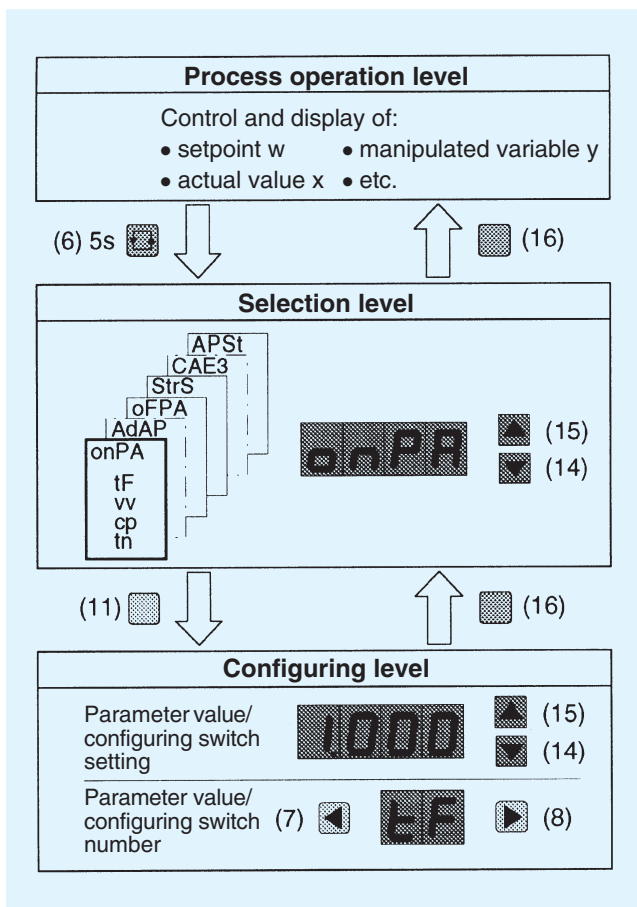 Process operation level
Control and display of:
• setpoint w • manipulated variable y
• actual value x • etc.
(6) 5s (16)
Selection level
APSt
CAE3
StrS
oFPA
AdAP
onPA
tF
vv
cp
tn
onPA
(15)
(14)
(11) (16)
Configuring level
Parameter value/
configuring switch
setting
1.000
(15)
(14)
Parameter value/
configuring switch
number
(7) tF (8)